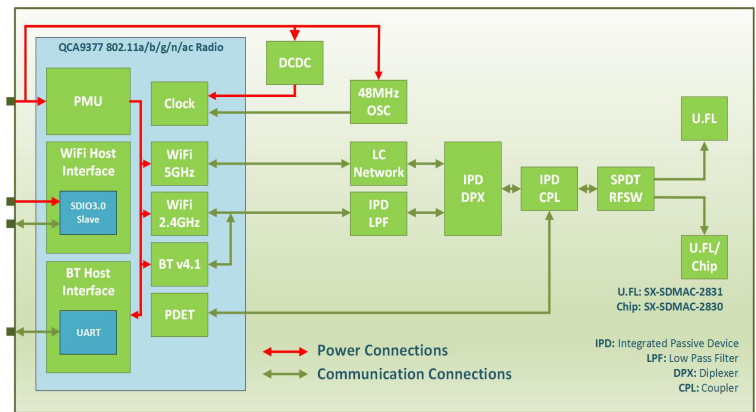 QCA9377 802.11a/b/g/n/ac Radio
PMU
Clock
DCDC
48MHz
OSC
WiFi Host
Interface
SDIO3.0
Slave
WiFi
5GHz
WiFi
2.4GHz
BT v4.1
PDET
BT Host
Interface
UART
LC
Network
IPD
LPF
IPD
DPX
IPD
CPL
SPDT
RFSW
U.FL
U.FL/
Chip
U.FL: SX-SDMAC-2831
Chip: SX-SDMAC-2830
Power Connections
Communication Connections
IPD: Integrated Passive Device
LPF: Low Pass Filter
DPX: Diplexer
CPL: Coupler